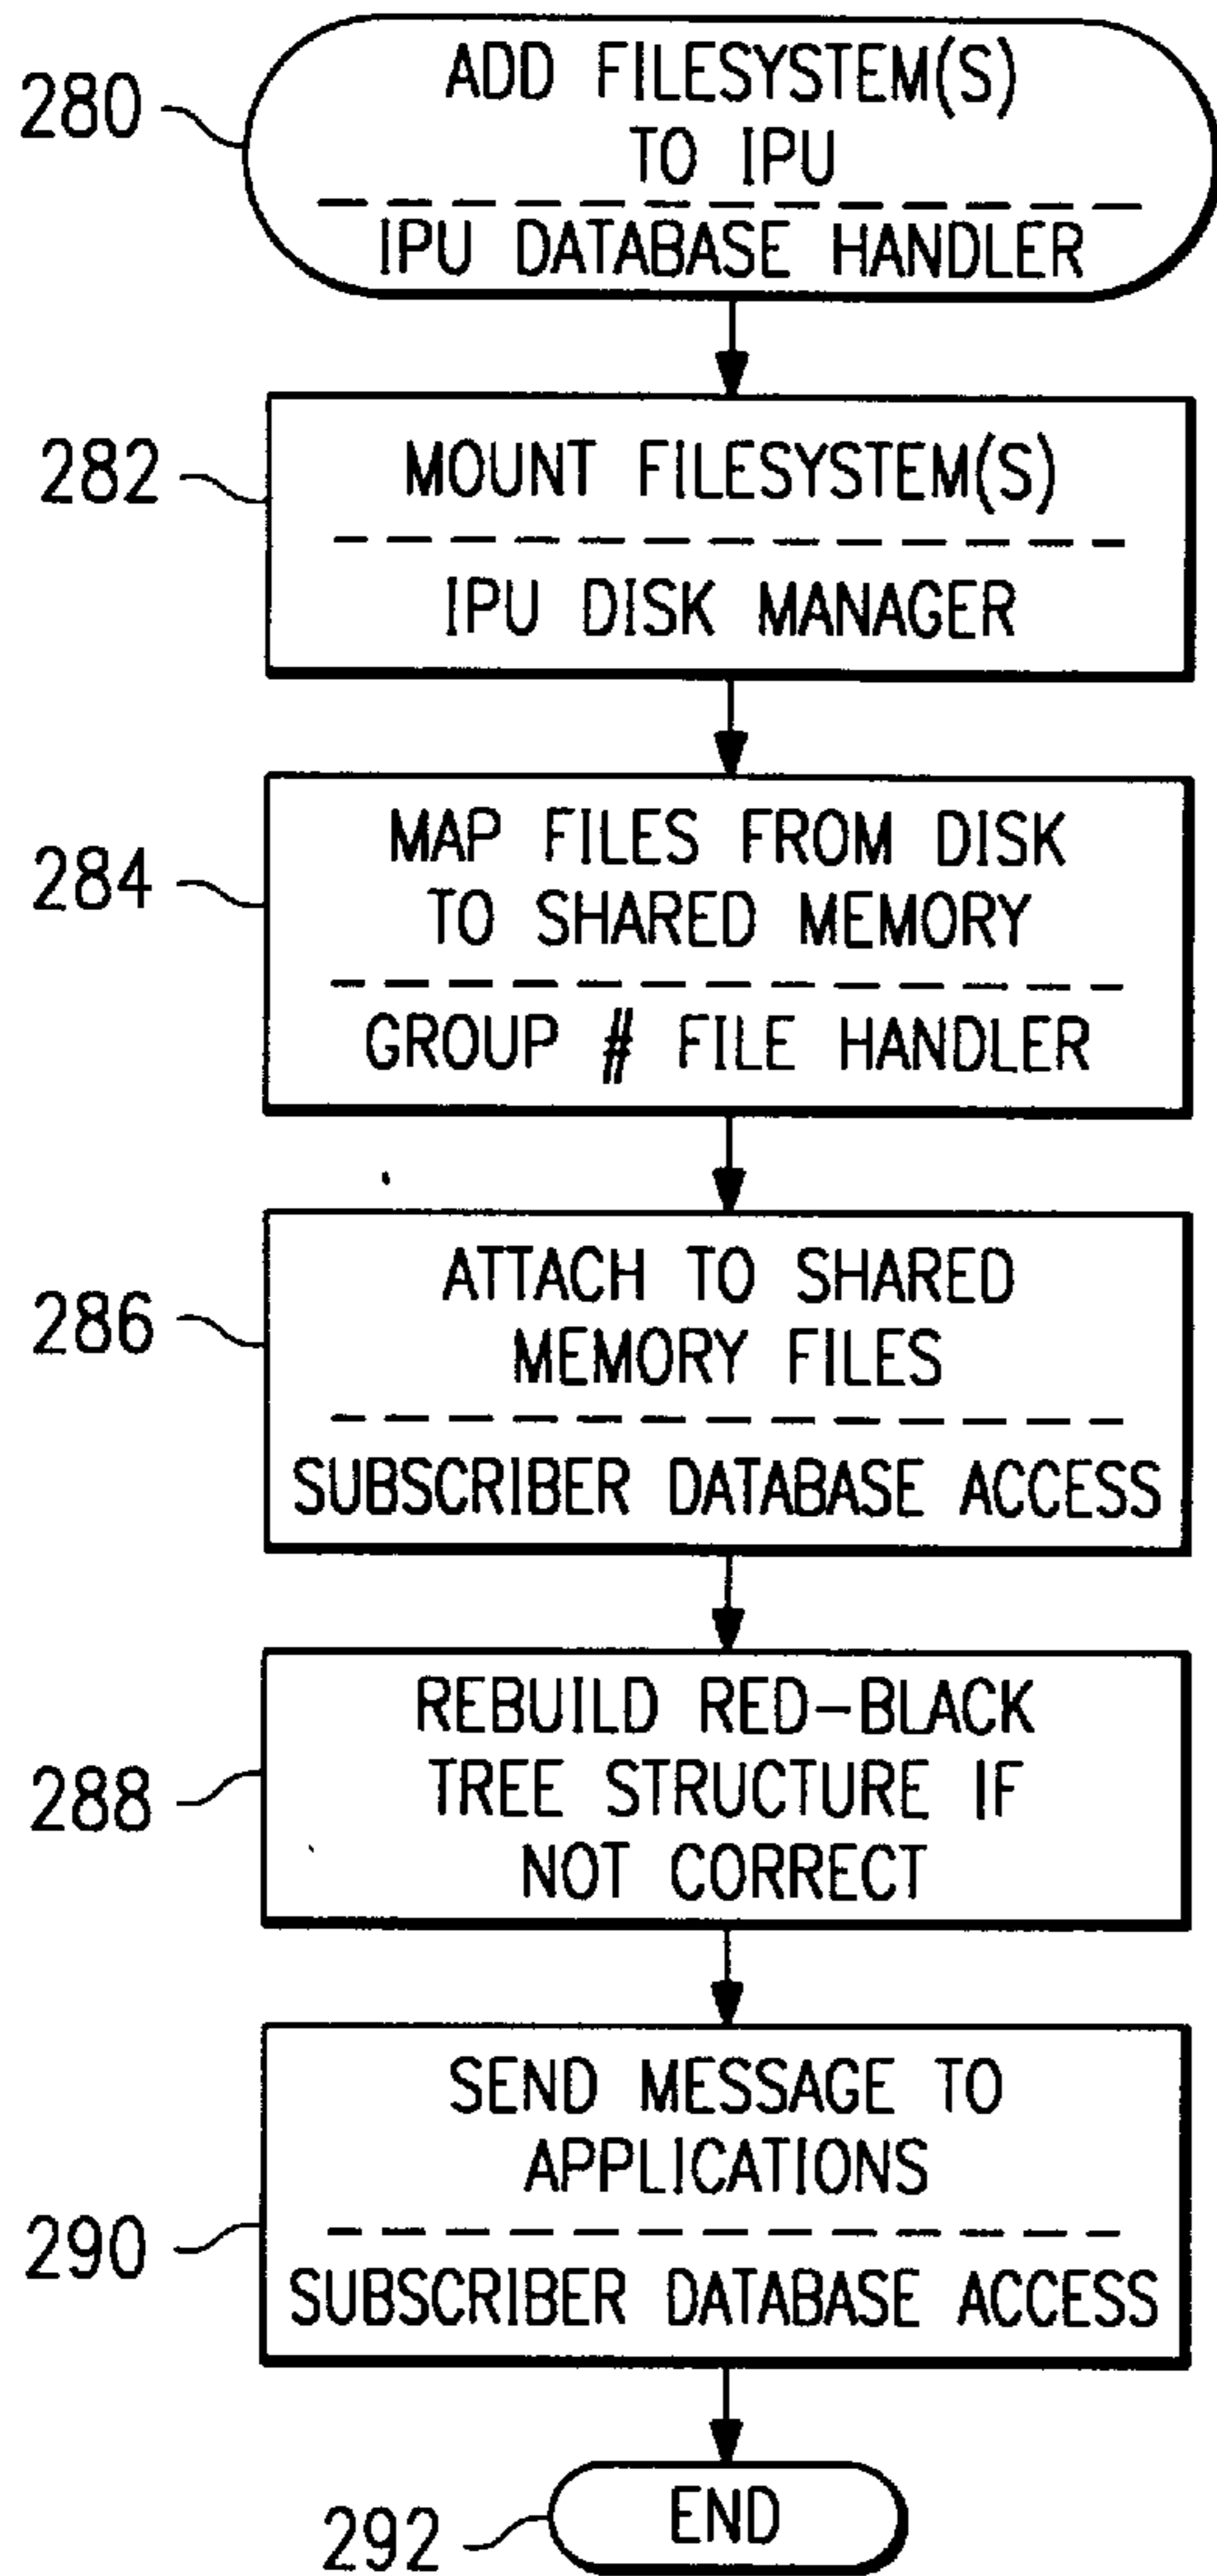 280
ADD FILESYSTEM(S)
TO IPU
IPU DATABASE HANDLER
282
MOUNT FILESYSTEM(S)
IPU DISK MANAGER
284
MAP FILES FROM DISK
TO SHARED MEMORY
GROUP # FILE HANDLER
286
ATTACH TO SHARED
MEMORY FILES
SUBSCRIBER DATABASE ACCESS
288
REBUILD RED-BLACK
TREE STRUCTURE IF
NOT CORRECT
290
SEND MESSAGE TO
APPLICATIONS
SUBSCRIBER DATABASE ACCESS
292
END